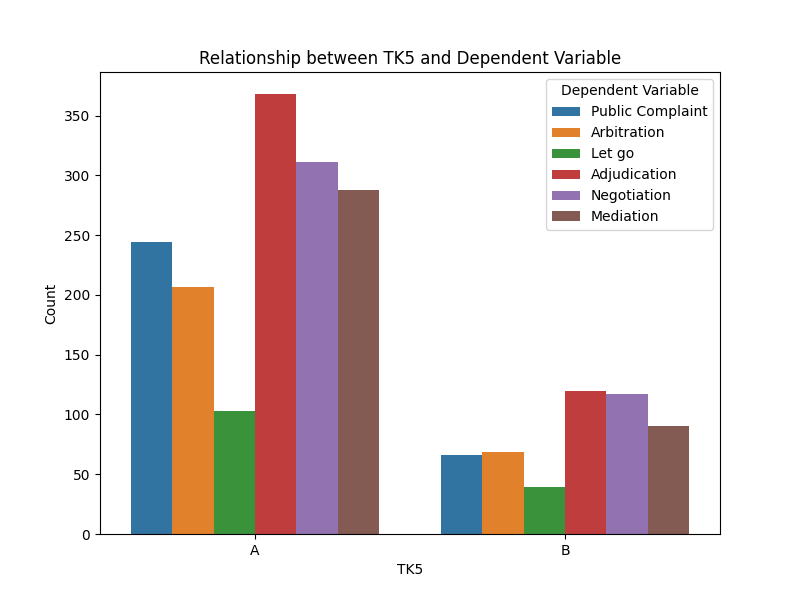 Relationship between TK5 and Dependent Variable
Dependent Variable
Public Complaint
Arbitration
Let go
Adjudication
Negotiation
Mediation
Count
350
300
250
200
150
100
50
0
A
B
TK5